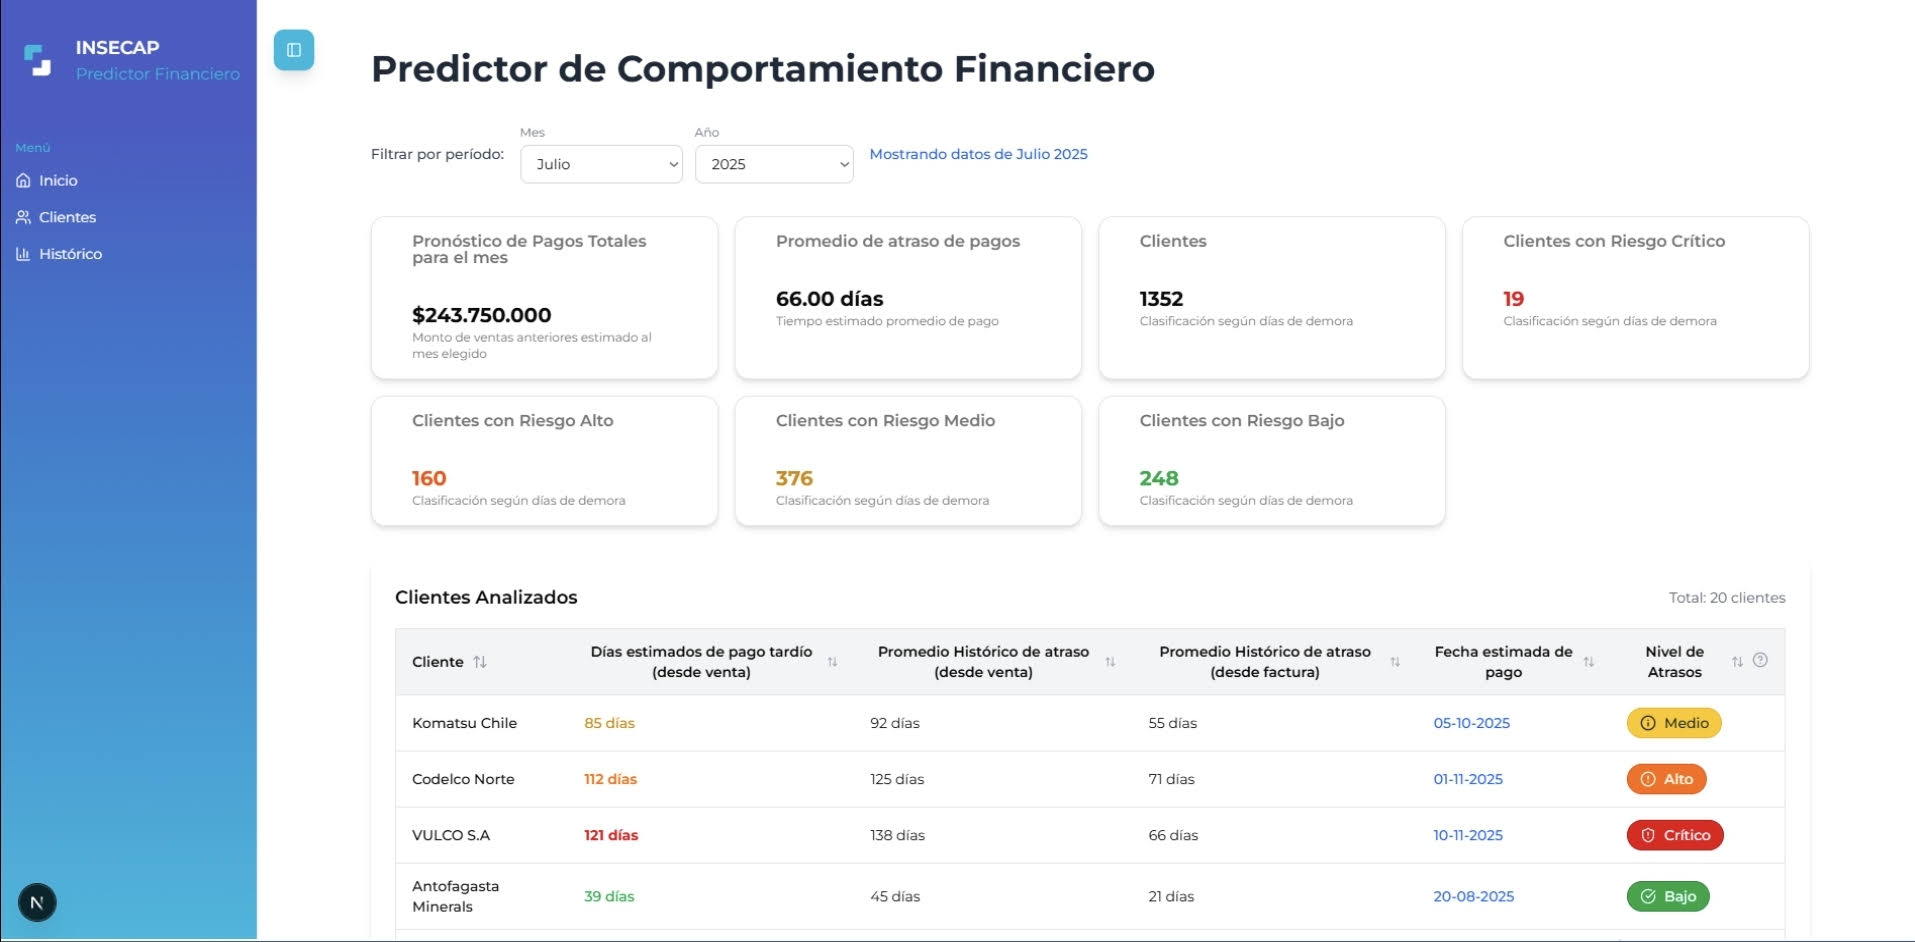 INSECAP
Predictor Financiero
Menú
Inicio
Clientes
Histórico
N
Predictor de Comportamiento Financiero
Filtrar por período:
Mes
Julio
Año
2025
Mostrando datos de Julio 2025
Pronóstico de Pagos Totales
para el mes
$243.750.000
Monto de ventas anteriores estimado al
mes elegido
Promedio de atraso de pagos
66.00 días
Tiempo estimado promedio de pago
Clientes
1352
Clasificación según días de demora
Clientes con Riesgo Crítico
19
Clasificación según días de demora
Clientes con Riesgo Alto
160
Clasificación según días de demora
Clientes con Riesgo Medio
376
Clasificación según días de demora
Clientes con Riesgo Bajo
248
Clasificación según días de demora
Clientes Analizados
Total: 20 clientes
Cliente
Días estimados de pago tardío
(desde venta)
Promedio Histórico de atraso
(desde venta)
Promedio Histórico de atraso
(desde factura)
Fecha estimada de
pago
Nivel de
Atrasos
Komatsu Chile 85 días 92 días 55 días 05-10-2025 Medio
Codelco Norte 112 días 125 días 71 días 01-11-2025 Alto
VULCO S.A 121 días 138 días 66 días 10-11-2025 Crítico
Antofagasta
Minerals 39 días 45 días 21 días 20-08-2025 Bajo